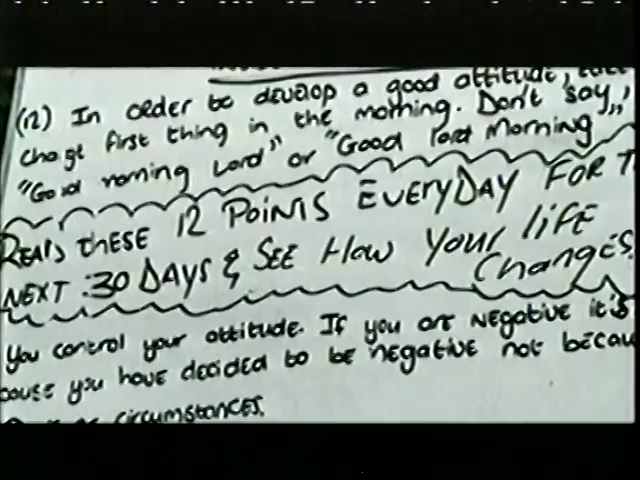 (12) In order to develop a good attitude,
chage first thing in the morning. Don't say,
"Good morning Lord" or "Good lord Morning"
READ THESE 12 POINTS EVERYDAY FOR
NEXT 30 DAYS & SEE HOW YOUR LIFE
CHANGES.
You control your attitude. If you are NEGATIVE it is
you have decided to be negative not becau
circumstances.